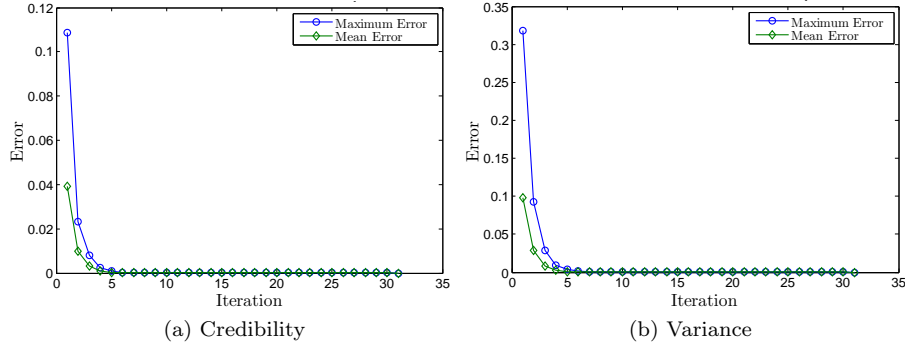 0.12
0.1
0.08
0.06
0.04
0.02
0
Error
0 5 10 15 20 25 30 35
Iteration
Maximum Error
Mean Error
(a) Credibility
0.35
0.3
0.25
0.2
0.15
0.1
0.05
0
Error
0 5 10 15 20 25 30 35
Iteration
Maximum Error
Mean Error
(b) Variance